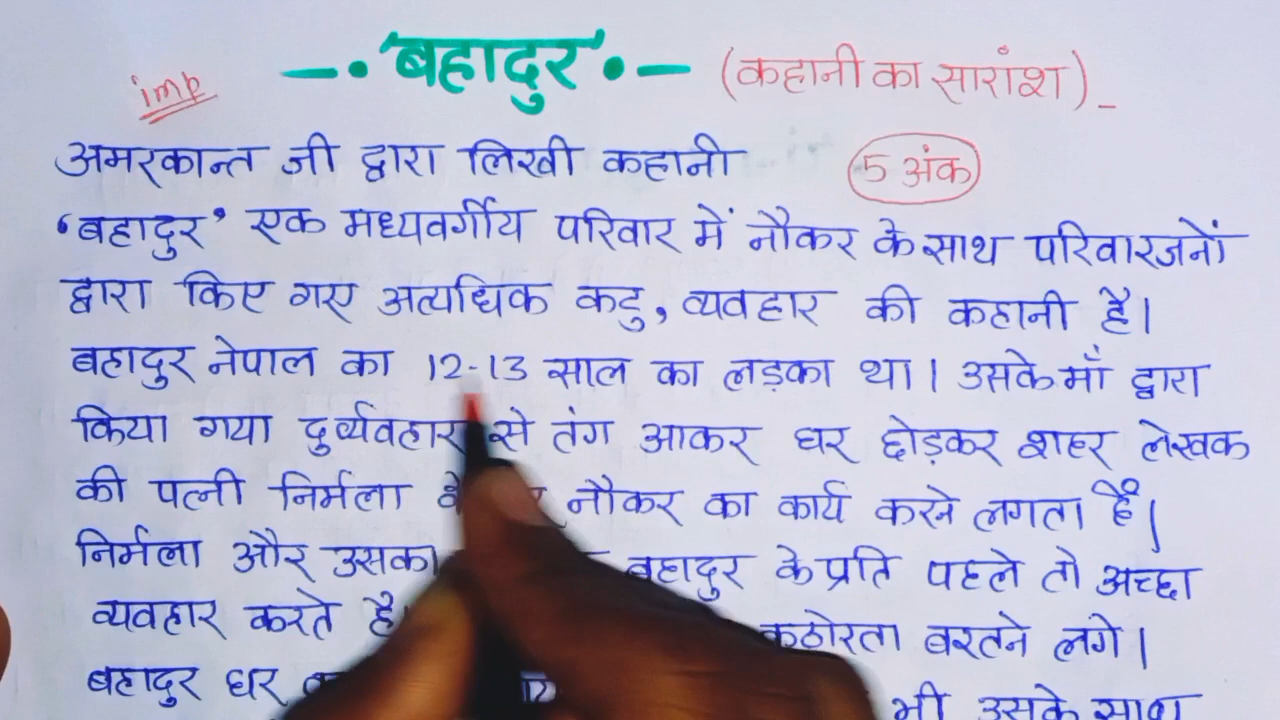 'बहादुर' (कहानी का सारांश)
imp
अमरकान्त जी द्वारा लिखी कहानी 5 अंक
'बहादुर' एक मध्यवर्गीय परिवार में नौकर के साथ परिवारजनों
द्वारा किए गए अत्यधिक कटु, व्यवहार की कहानी है।
बहादुर नेपाल का 12-13 साल का लड़का था। उसके माँ द्वारा
किया गया दुर्व्यवहार से तंग आकर घर छोड़कर शहर लेखक
की पत्नी निर्मला नौकर का कार्य करने लगता है।
निर्मला और उसका बहादुर के प्रति पहले तो अच्छा
व्यवहार करते है। कठोरता बरतने लगे।
बहादुर घर भी उसके साथ